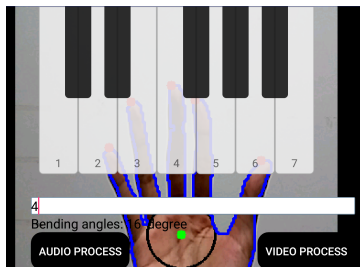 1 2 3 4 5 6 7
4
Bending angles: 16 degree
AUDIO PROCESS VIDEO PROCESS